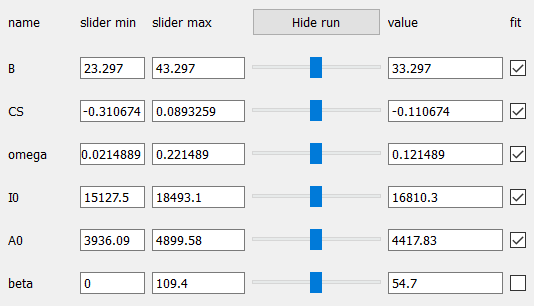 name slider min slider max Hide run value fit
B 23.297 43.297 33.297
CS -0.310674 0.0893259 -0.110674
omega 0.0214889 0.221489 0.121489
I0 15127.5 18493.1 16810.3
A0 3936.09 4899.58 4417.83
beta 0 109.4 54.7